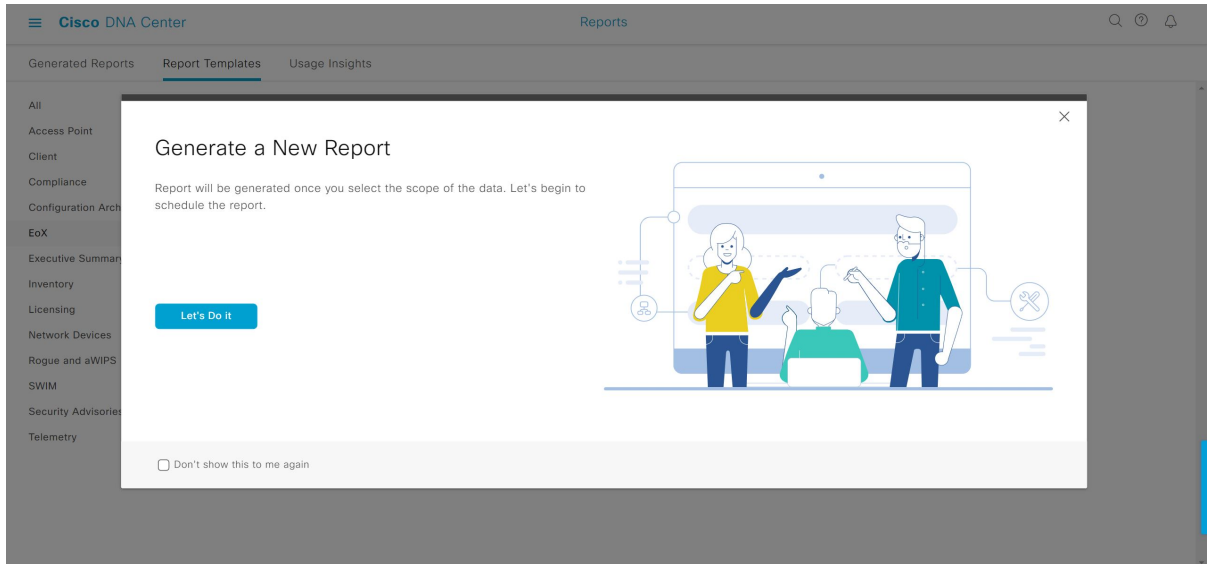 Cisco DNA Center
Reports
Generated Reports
Report Templates
Usage Insights
All
Access Point
Client
Compliance
Configuration Arch
EoX
Executive Summary
Inventory
Licensing
Network Devices
Rogue and aWIPS
SWIM
Security Advisories
Telemetry
Generate a New Report
Report will be generated once you select the scope of the data. Let's begin to
schedule the report.
Let's Do it
Don't show this to me again